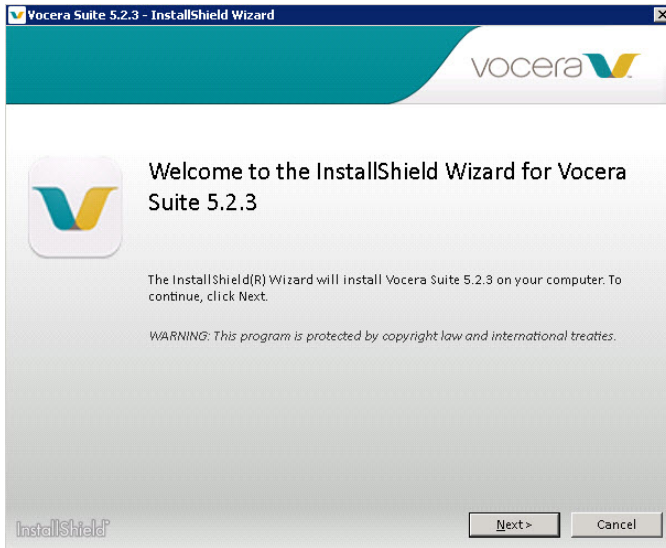 Vocera Suite 5.2.3 - InstallShield Wizard
vocera
Welcome to the InstallShield Wizard for Vocera
Suite 5.2.3
The InstallShield(R) Wizard will install Vocera Suite 5.2.3 on your computer. To
continue, click Next.
WARNING: This program is protected by copyright law and international treaties.
InstallShield
Next >
Cancel